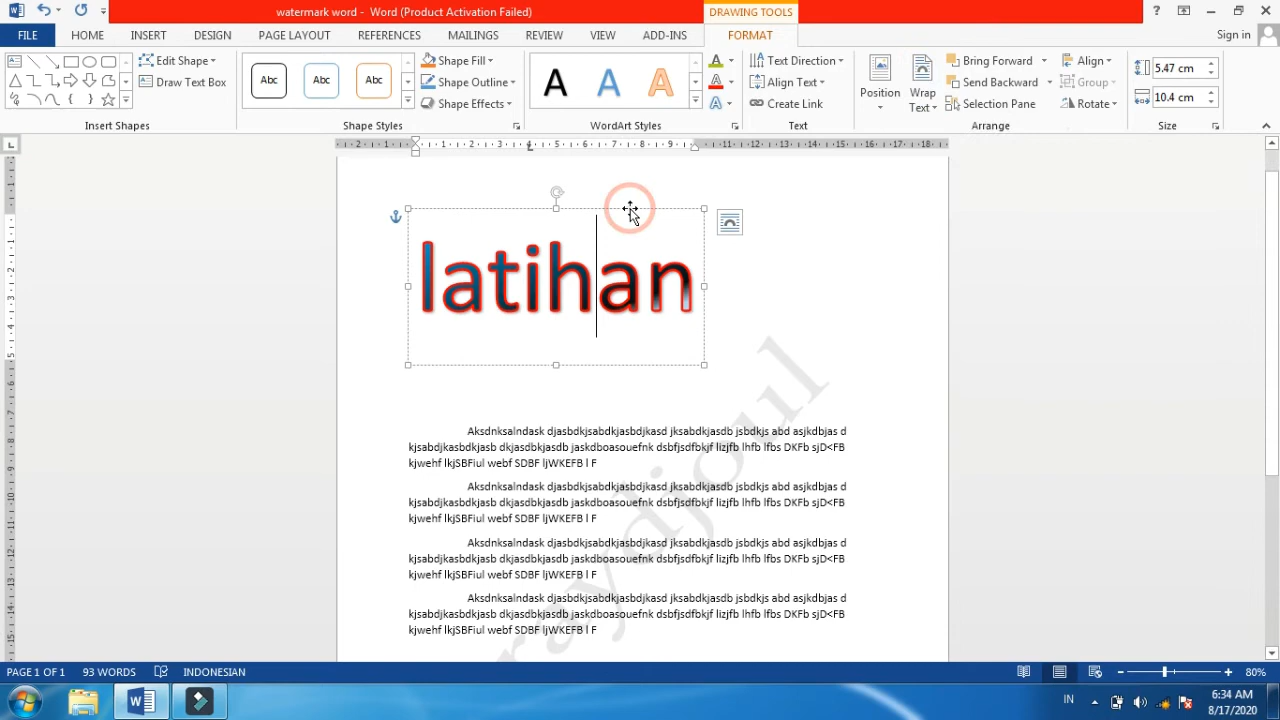 watermark word - Word (Product Activation Failed)
DRAWING TOOLS
FILE HOME INSERT DESIGN PAGE LAYOUT REFERENCES MAILINGS REVIEW VIEW ADD-INS FORMAT Sign in
Edit Shape
Draw Text Box
Insert Shapes
Abc Abc Abc
Shape Fill
Shape Outline
Shape Effects
Shape Styles
A A A
WordArt Styles
Text Direction
Align Text
Create Link
Text
Position
Wrap Text
Bring Forward
Send Backward
Selection Pane
Align
Group
Rotate
Arrange
5.47 cm
10.4 cm
Size
latihan
Aksdnksalndask djasbdkjsabdkjasbdjkasd jksabdjkasdb jsbdkjs abd asjkdbjas d
kjsabdjkasbdkjasb dkjasdbkjasdb jaskdboasouefnk dsbfjsdfbkjf lizjfb lhfb lfbs DKFb sjD<FB
kjwehf lkjSBFiul webf SDBF ljWKEFB l F
Aksdnksalndask djasbdkjsabdkjasbdjkasd jksabdjkasdb jsbdkjs abd asjkdbjas d
kjsabdjkasbdkjasb dkjasdbkjasdb jaskdboasouefnk dsbfjsdfbkjf lizjfb lhfb lfbs DKFb sjD<FB
kjwehf lkjSBFiul webf SDBF ljWKEFB l F
Aksdnksalndask djasbdkjsabdkjasbdjkasd jksabdjkasdb jsbdkjs abd asjkdbjas d
kjsabdjkasbdkjasb dkjasdbkjasdb jaskdboasouefnk dsbfjsdfbkjf lizjfb lhfb lfbs DKFb sjD<FB
kjwehf lkjSBFiul webf SDBF ljWKEFB l F
Aksdnksalndask djasbdkjsabdkjasbdjkasd jksabdjkasdb jsbdkjs abd asjkdbjas d
kjsabdjkasbdkjasb dkjasdbkjasdb jaskdboasouefnk dsbfjsdfbkjf lizjfb lhfb lfbs DKFb sjD<FB
kjwehf lkjSBFiul webf SDBF ljWKEFB l F
raydjoul
PAGE 1 OF 1 93 WORDS INDONESIAN 80%
IN 6:34 AM
8/17/2020